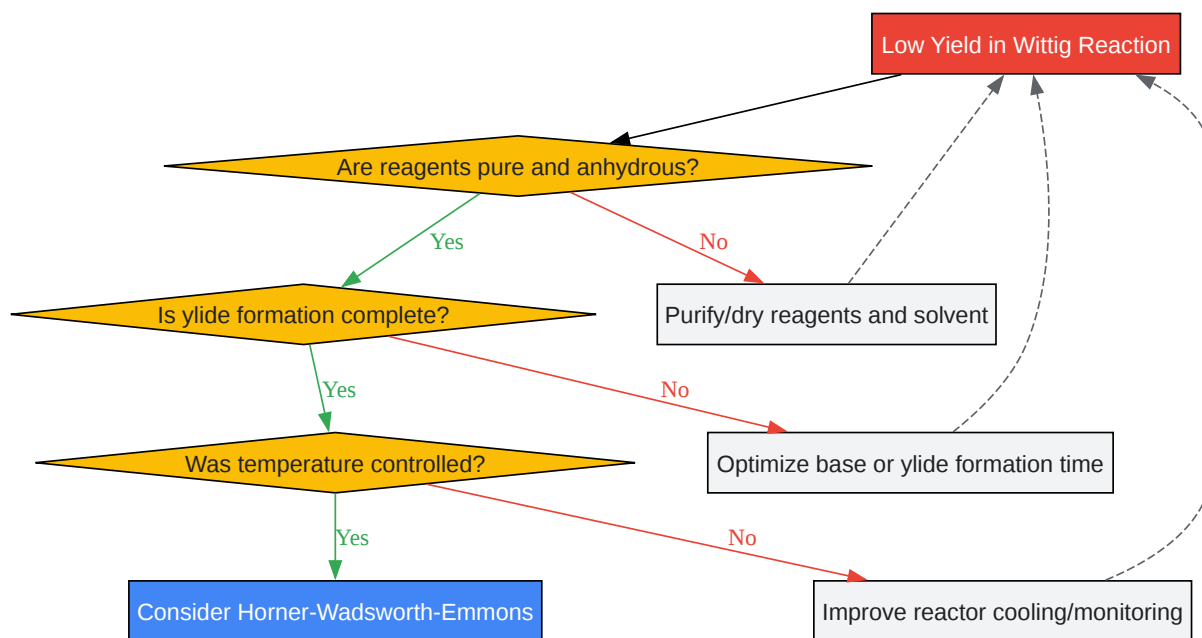 Low Yield in Wittig Reaction
Are reagents pure and anhydrous?
Yes
No
Is ylide formation complete?
Purify/dry reagents and solvent
Yes
No
Was temperature controlled?
Optimize base or ylide formation time
Yes
No
Consider Horner-Wadsworth-Emmons
Improve reactor cooling/monitoring